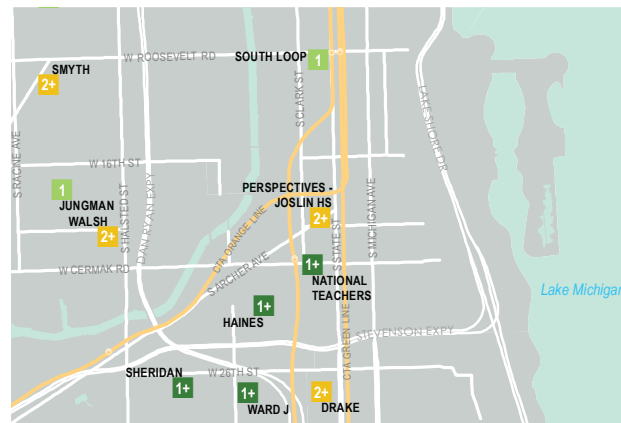 W ROOSEVELT RD
SOUTH LOOP
1
SMYTH
2+
S CLARK ST
LAKE SHORE DR
S RACINE AVE
W 16TH ST
1
JUNGMAN
WALSH
2+
S HALSTED ST
DAN RYAN EXPY
PERSPECTIVES -
JOSLIN HS
2+
CTA ORANGE LINE
S STATE ST
S MICHIGAN AVE
W CERMAK RD
S ARCHER AVE
1+
NATIONAL
TEACHERS
Lake Michigan
1+
HAINES
STEVENSON EXPY
CTA GREEN LINE
SHERIDAN
1+
W 26TH ST
1+
WARD J
2+
DRAKE